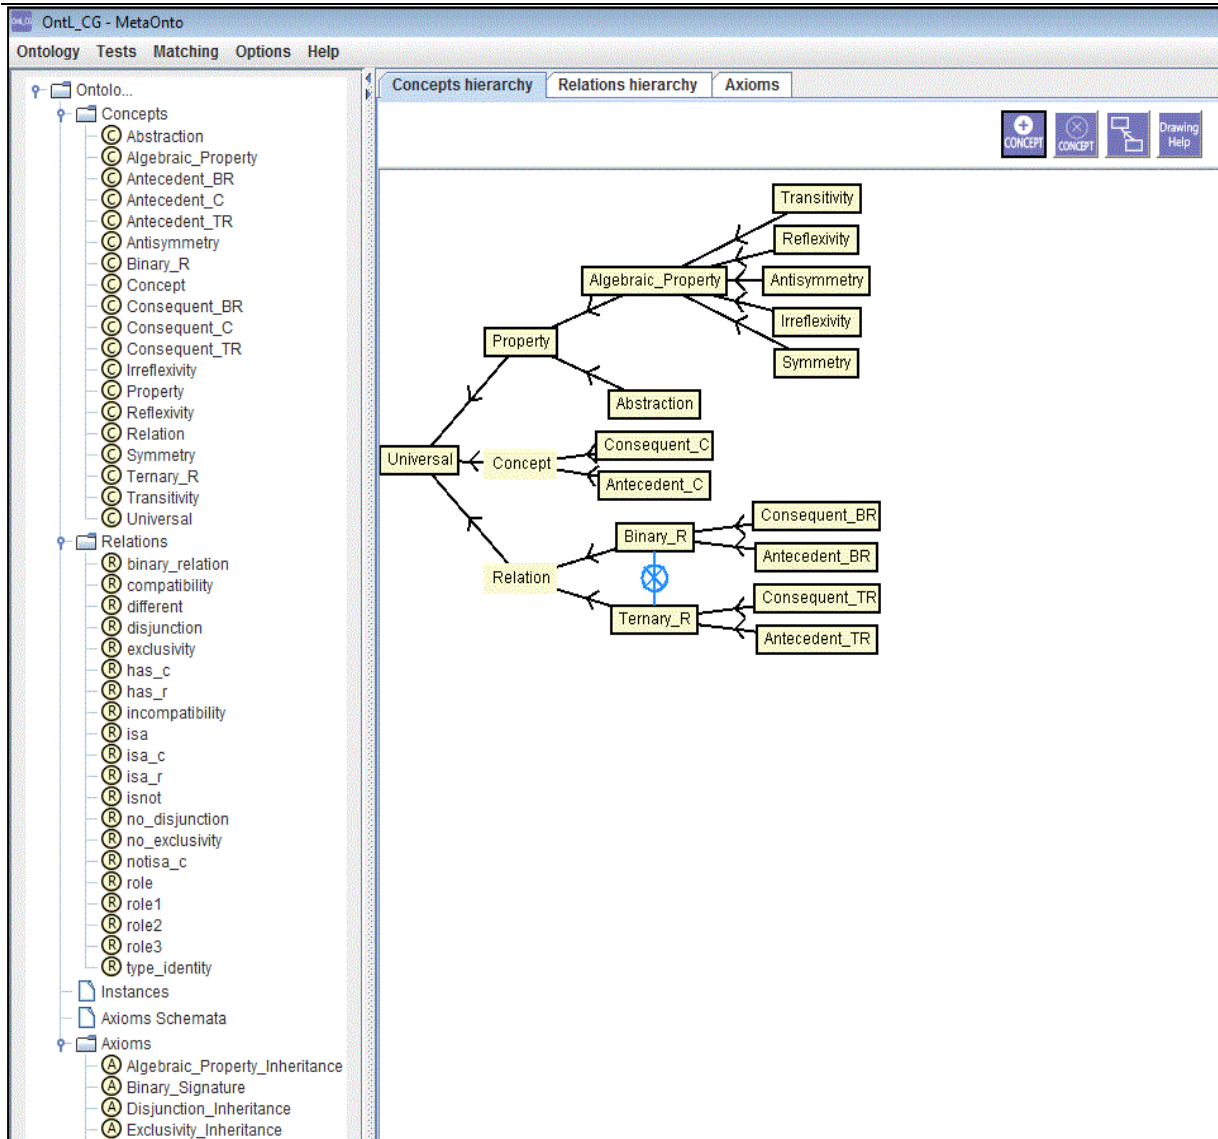 OntL_CG - MetaOnto
Ontology Tests Matching Options Help
Ontolo...
Concepts
C Abstraction
C Algebraic_Property
C Antecedent_BR
C Antecedent_C
C Antecedent_TR
C Antisymmetry
C Binary_R
C Concept
C Consequent_BR
C Consequent_C
C Consequent_TR
C Irreflexivity
C Property
C Reflexivity
C Relation
C Symmetry
C Ternary_R
C Transitivity
C Universal
Relations
R binary_relation
R compatibility
R different
R disjunction
R exclusivity
R has_c
R has_r
R incompatibility
R isa
R isa_c
R isa_r
R isnot
R no_disjunction
R no_exclusivity
R notisa_c
R role
R role1
R role2
R role3
R type_identity
Instances
Axioms Schemata
Axioms
A Algebraic_Property_Inheritance
A Binary_Signature
A Disjunction_Inheritance
A Exclusivity_Inheritance
Concepts hierarchy Relations hierarchy Axioms
CONCEPT CONCEPT Drawing Help
Transitivity
Reflexivity
Algebraic_Property Antisymmetry
Irreflexivity
Property
Symmetry
Abstraction
Consequent_C
Universal Concept
Antecedent_C
Consequent_BR
Binary_R
Antecedent_BR
Relation
Consequent_TR
Ternary_R
Antecedent_TR